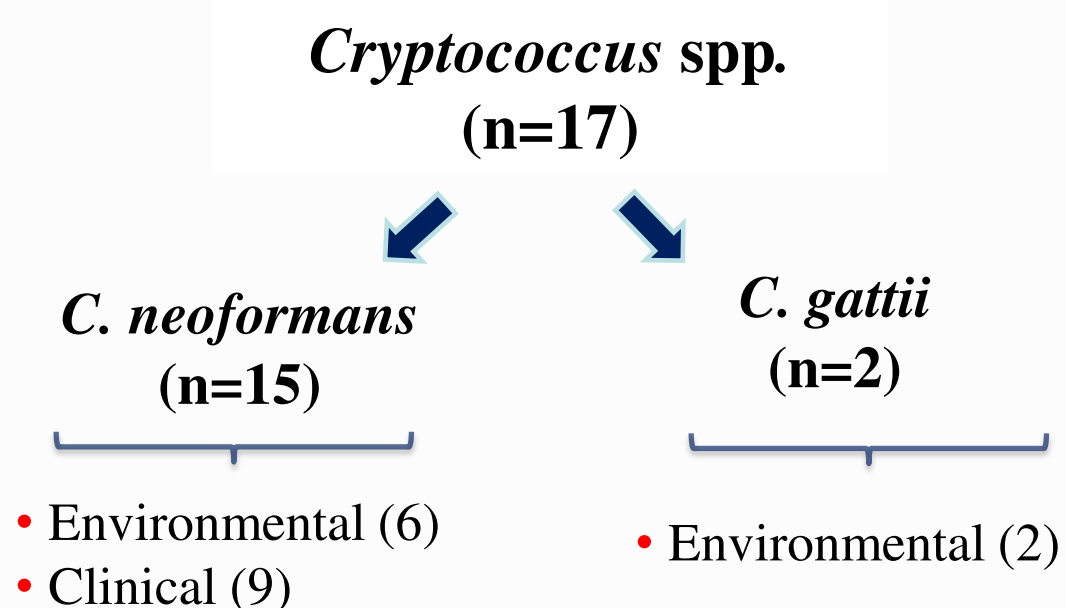 Cryptococcus spp.
(n=17)
C. neoformans
(n=15)
• Environmental (6)
• Clinical (9)
C. gattii
(n=2)
• Environmental (2)